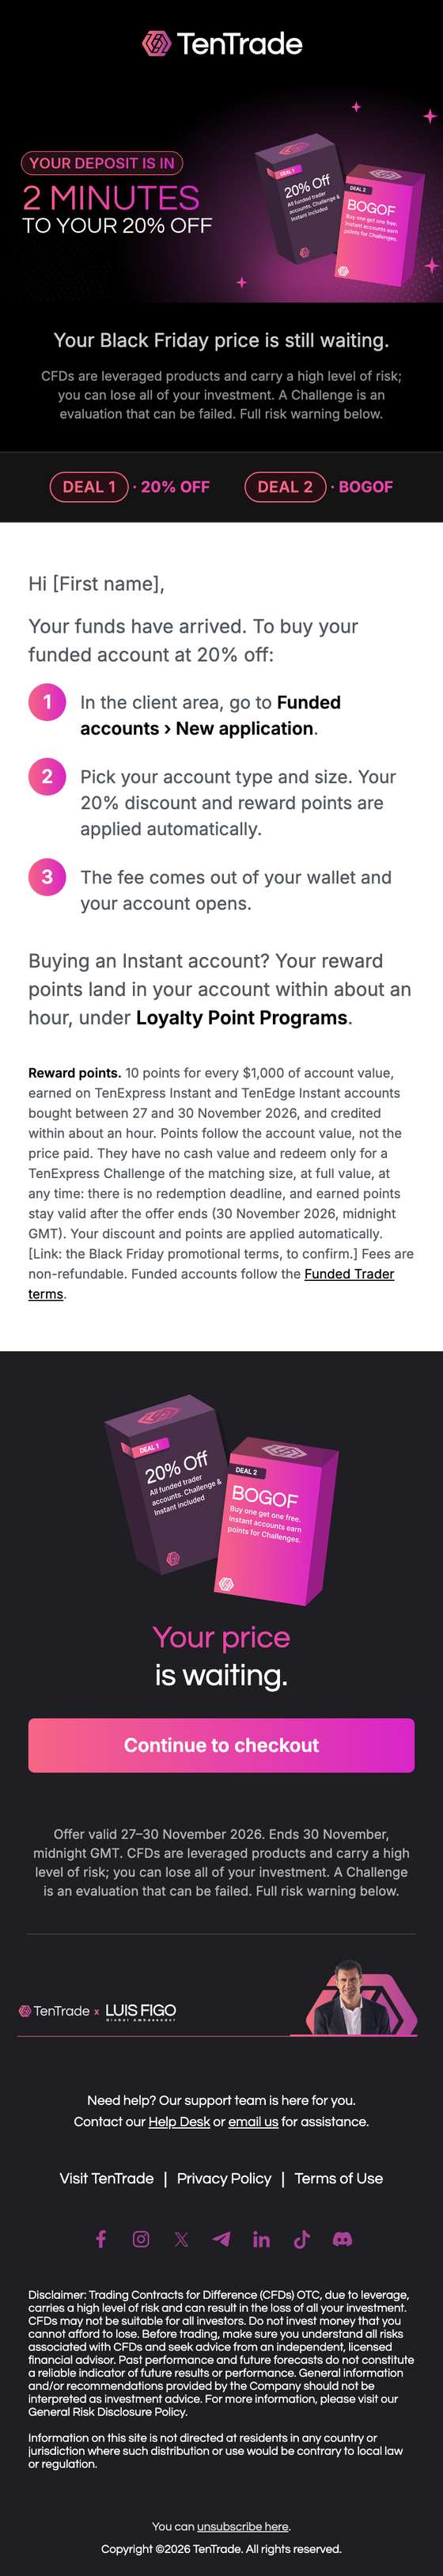 TenTrade
YOUR DEPOSIT IS IN
2 MINUTES
TO YOUR 20% OFF
DEAL 1
20% Off
All funded trader
accounts. Challenge &
Instant included
DEAL 2
BOGOF
Buy one get one free.
Instant accounts earn
points for Challenges.
Your Black Friday price is still waiting.
CFDs are leveraged products and carry a high level of risk;
you can lose all of your investment. A Challenge is an
evaluation that can be failed. Full risk warning below.
DEAL 1 · 20% OFF DEAL 2 · BOGOF
Hi [First name],
Your funds have arrived. To buy your
funded account at 20% off:
1 In the client area, go to Funded
accounts › New application.
2 Pick your account type and size. Your
20% discount and reward points are
applied automatically.
3 The fee comes out of your wallet and
your account opens.
Buying an Instant account? Your reward
points land in your account within about an
hour, under Loyalty Point Programs.
Reward points. 10 points for every $1,000 of account value,
earned on TenExpress Instant and TenEdge Instant accounts
bought between 27 and 30 November 2026, and credited
within about an hour. Points follow the account value, not the
price paid. They have no cash value and redeem only for a
TenExpress Challenge of the matching size, at full value, at
any time: there is no redemption deadline, and earned points
stay valid after the offer ends (30 November 2026, midnight
GMT). Your discount and points are applied automatically.
[Link: the Black Friday promotional terms, to confirm.] Fees are
non-refundable. Funded accounts follow the Funded Trader
terms.
DEAL 1
20% Off
All funded trader
accounts. Challenge &
Instant included
DEAL 2
BOGOF
Buy one get one free.
Instant accounts earn
points for Challenges.
Your price
is waiting.
Continue to checkout
Offer valid 27–30 November 2026. Ends 30 November,
midnight GMT. CFDs are leveraged products and carry a high
level of risk; you can lose all of your investment. A Challenge
is an evaluation that can be failed. Full risk warning below.
TenTrade x LUIS FIGO
Global Ambassador
Need help? Our support team is here for you.
Contact our Help Desk or email us for assistance.
Visit TenTrade | Privacy Policy | Terms of Use
Disclaimer: Trading Contracts for Difference (CFDs) OTC, due to leverage,
carries a high level of risk and can result in the loss of all your investment.
CFDs may not be suitable for all investors. Do not invest money that you
cannot afford to lose. Before trading, make sure you understand all risks
associated with CFDs and seek advice from an independent, licensed
financial advisor. Past performance and future forecasts do not constitute
a reliable indicator of future results or performance. General information
and/or recommendations provided by the Company should not be
interpreted as investment advice. For more information, please visit our
General Risk Disclosure Policy.
Information on this site is not directed at residents in any country or
jurisdiction where such distribution or use would be contrary to local law
or regulation.
You can unsubscribe here.
Copyright ©2026 TenTrade. All rights reserved.